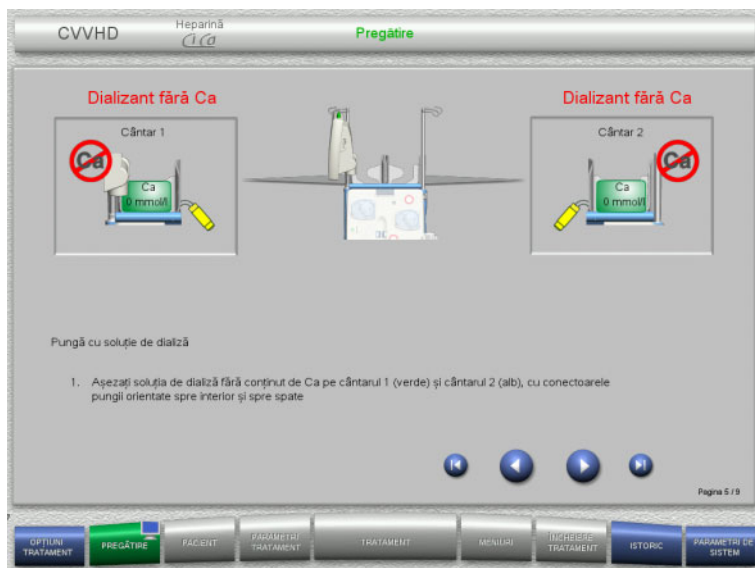 CVVHD
Heparină
Ci Ca
Pregătire
Dializant fără Ca
Dializant fără Ca
Cântar 1
Ca
Ca
0 mmol/l
Cântar 2
Ca
Ca
0 mmol/l
Pungă cu soluție de dializă
1. Așezați soluția de dializă fără conținut de Ca pe cântarul 1 (verde) și cântarul 2 (alb), cu conectoarele
pungii orientate spre interior și spre spate
Pagina 5 / 9
OPȚIUNI
TRATAMENT
PREGĂTIRE
PACIENT
PARAMETRI
TRATAMENT
TRATAMENT
MENIURI
ÎNCHEIERE
TRATAMENT
ISTORIC
PARAMETRI DE
SISTEM